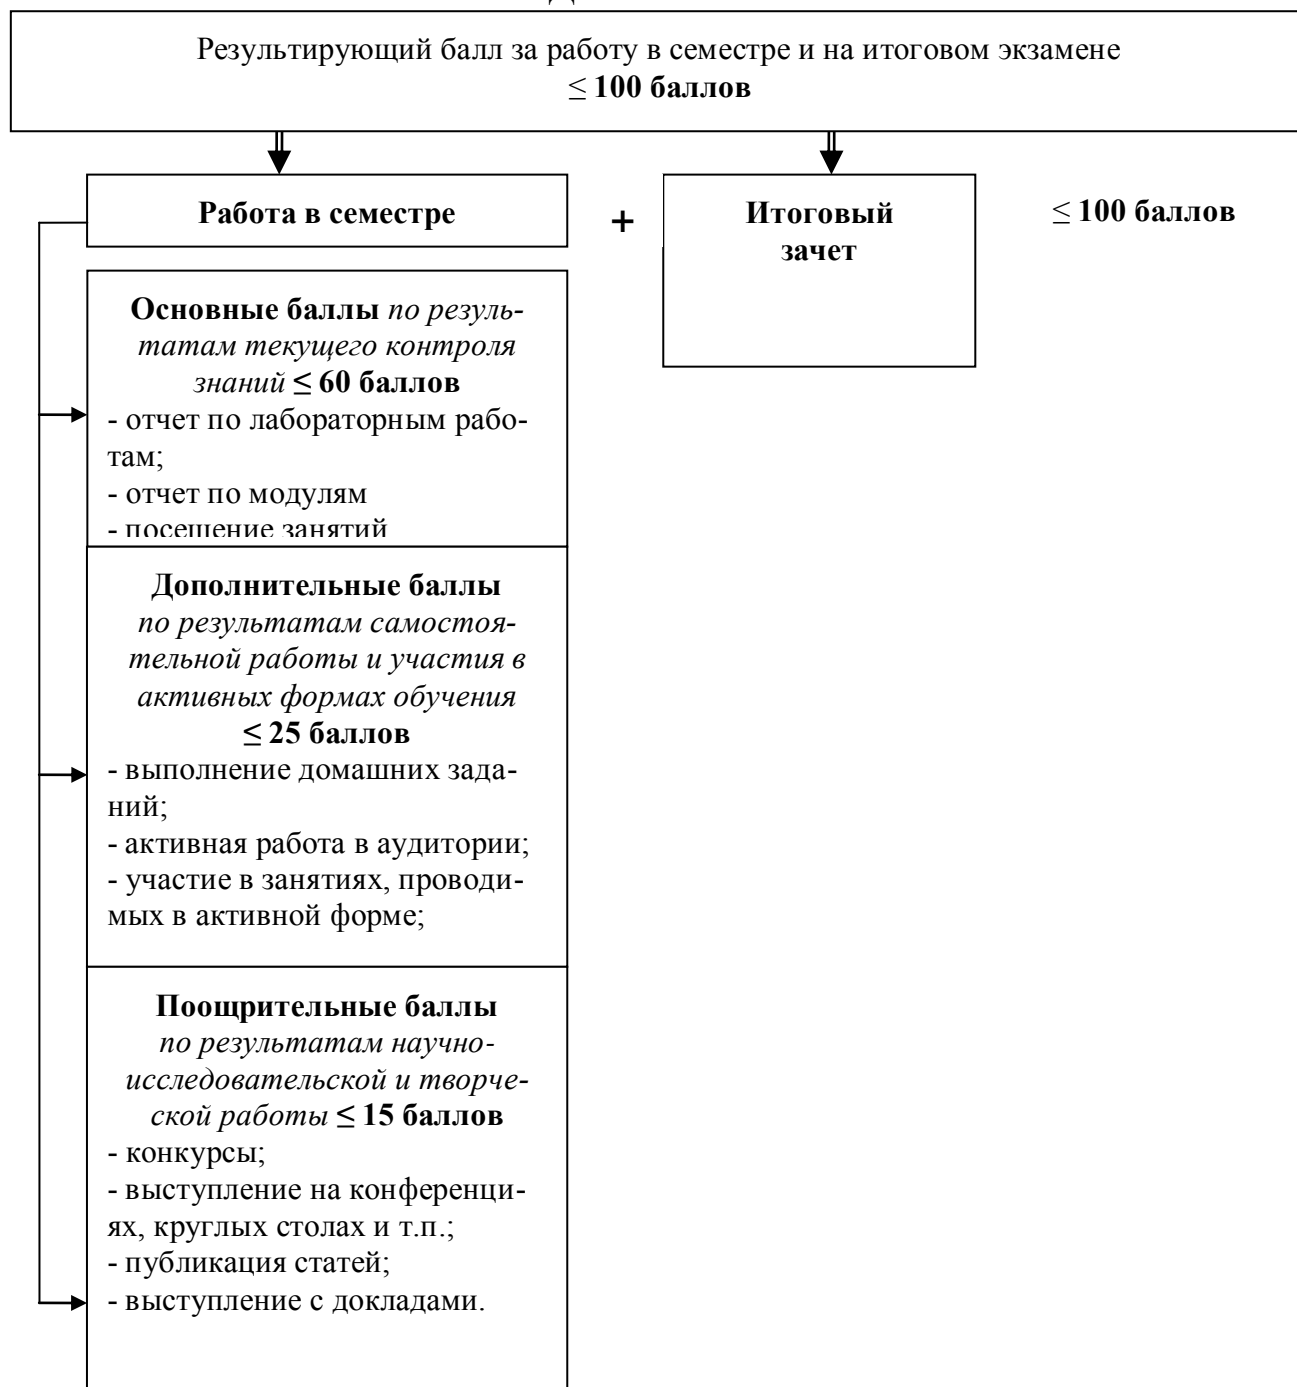 Результирующий балл за работу в семестре и на итоговом экзамене
≤ 100 баллов
Работа в семестре
+
Итоговый
зачет
≤ 100 баллов
Основные баллы по резуль-
татам текущего контроля
знаний ≤ 60 баллов
- отчет по лабораторным рабо-
там;
- отчет по модулям
- посещение занятий
Дополнительные баллы
по результатам самостоя-
тельной работы и участия в
активных формах обучения
≤ 25 баллов
- выполнение домашних зада-
ний;
- активная работа в аудитории;
- участие в занятиях, проводи-
мых в активной форме;
Поощрительные баллы
по результатам научно-
исследовательской и творче-
ской работы ≤ 15 баллов
- конкурсы;
- выступление на конференци-
ях, круглых столах и т.п.;
- публикация статей;
- выступление с докладами.